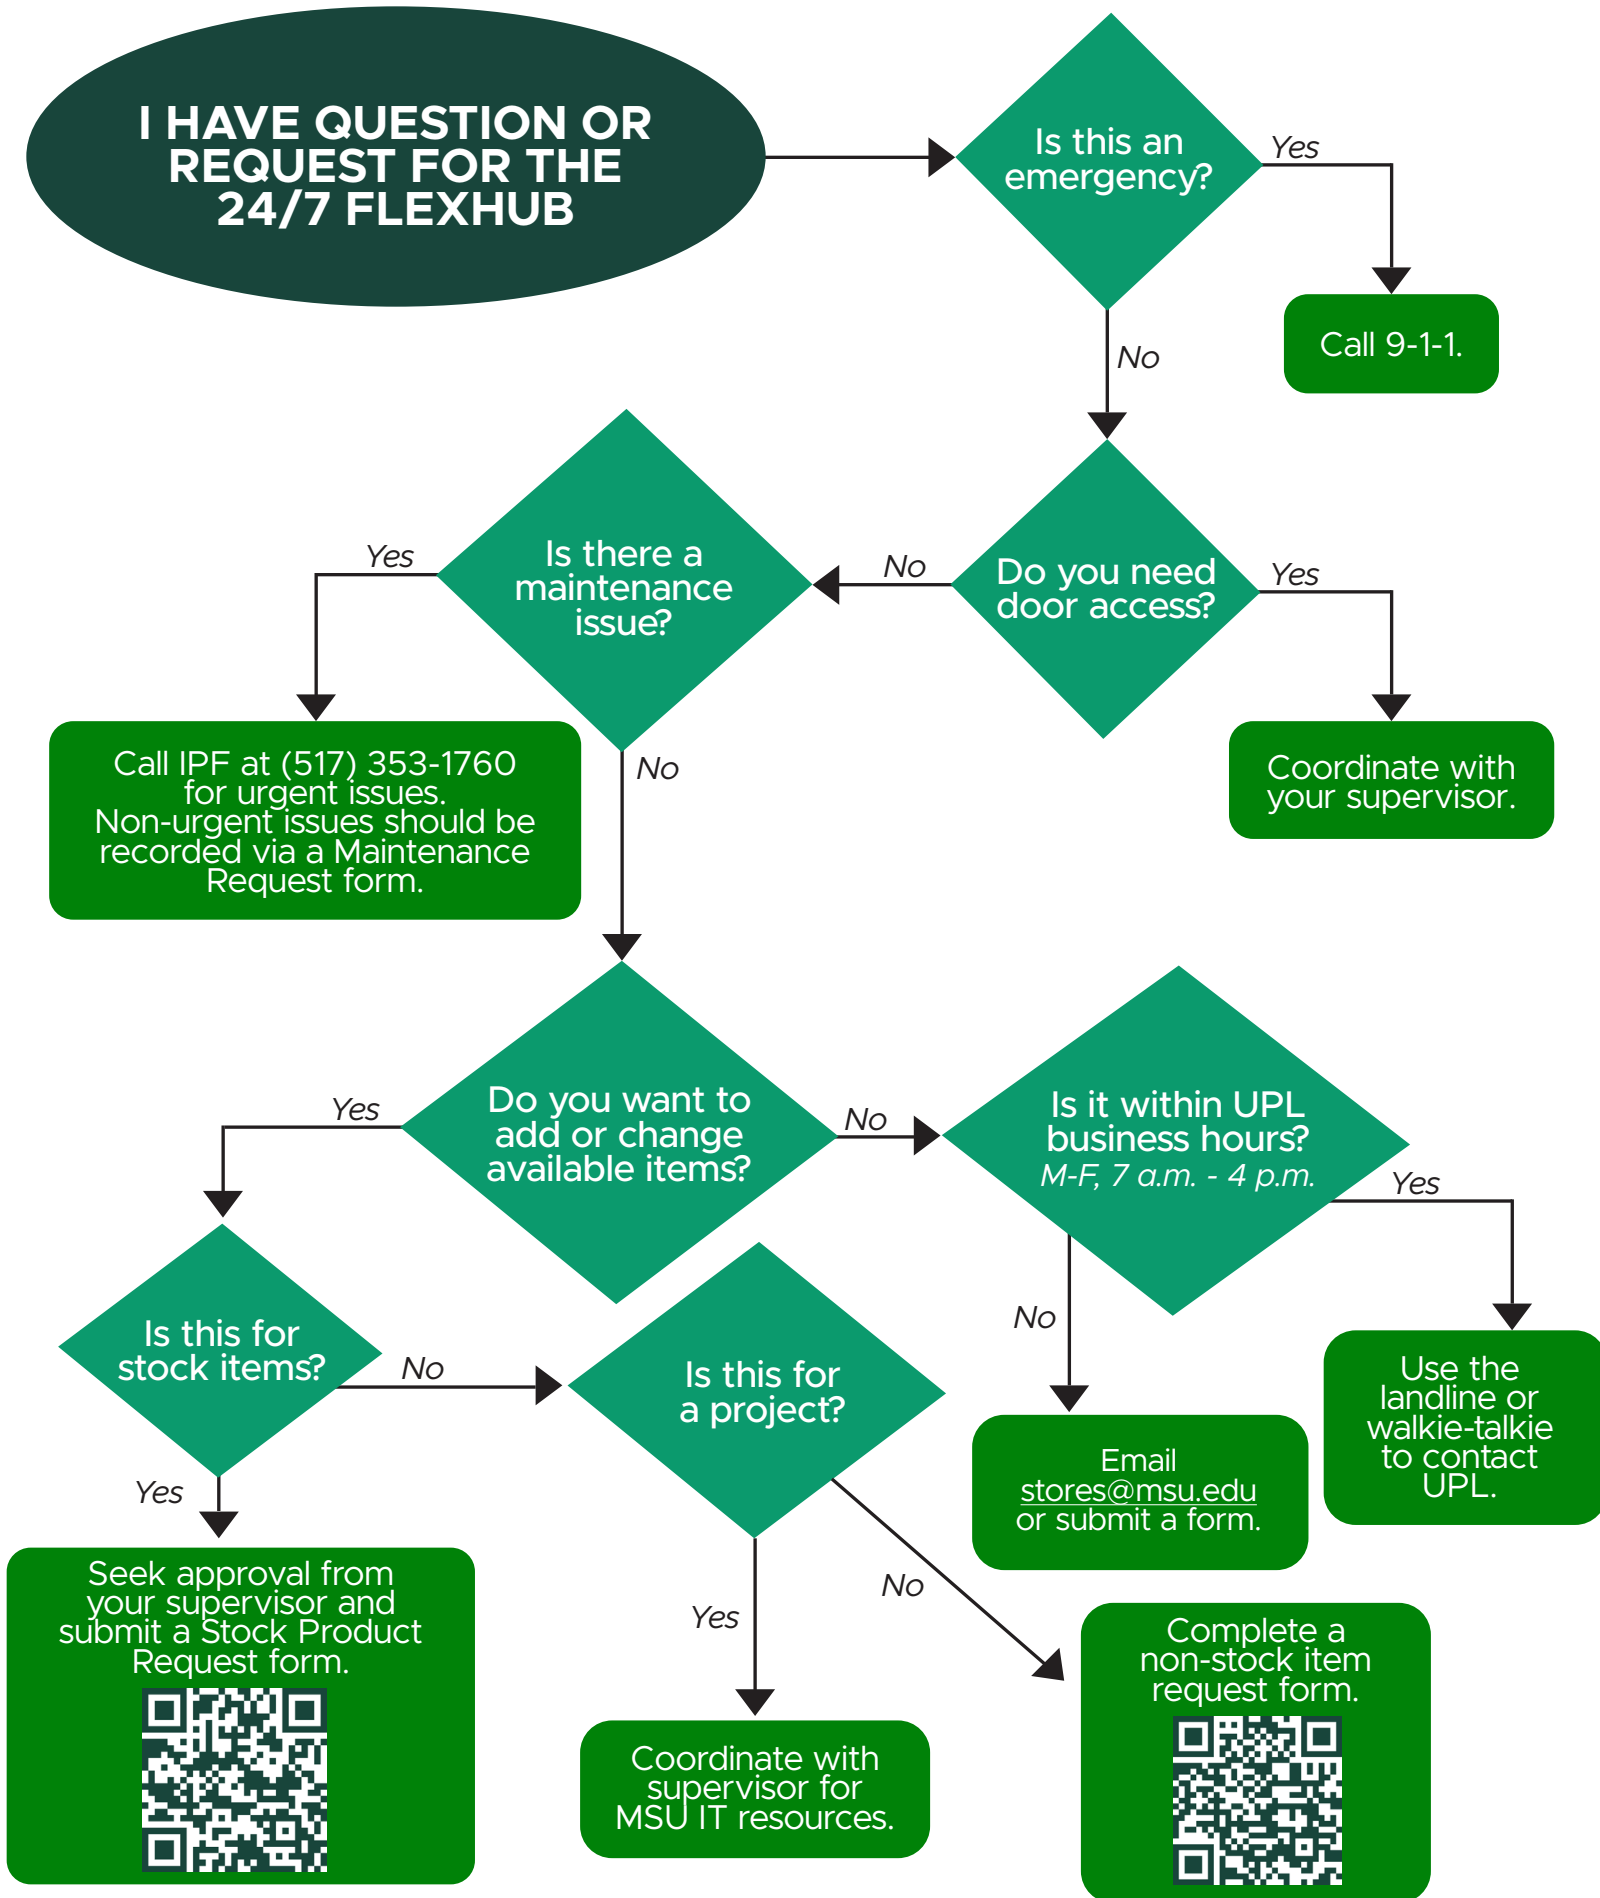 I HAVE QUESTION OR
REQUEST FOR THE
24/7 FLEXHUB
Is this an
emergency?
Yes
Call 9-1-1.
No
Do you need
door access?
Yes
Coordinate with
your supervisor.
No
Is there a
maintenance
issue?
Yes
Call IPF at (517) 353-1760
for urgent issues.
Non-urgent issues should be
recorded via a Maintenance
Request form.
No
Do you want to
add or change
available items?
No
Is it within UPL
business hours?
M-F, 7 a.m. - 4 p.m.
Yes
Use the
landline or
walkie-talkie
to contact
UPL.
No
Email
stores@msu.edu
or submit a form.
Yes
Is this for
stock items?
Yes
Seek approval from
your supervisor and
submit a Stock Product
Request form.
No
Is this for
a project?
Yes
Coordinate with
supervisor for
MSU IT resources.
No
Complete a
non-stock item
request form.